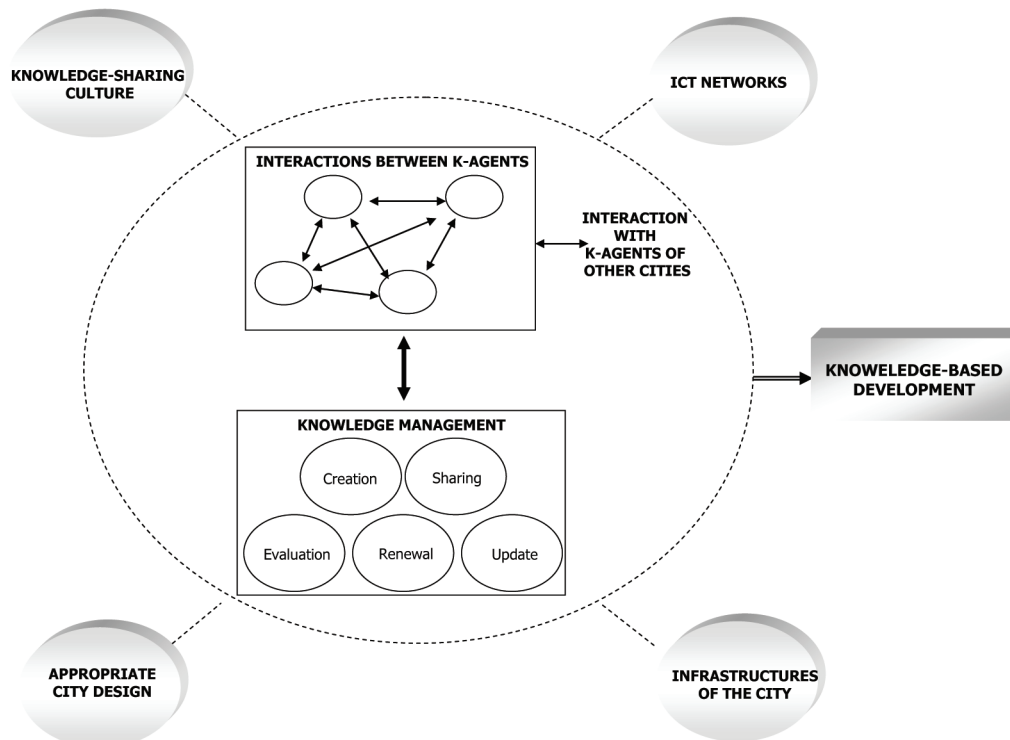 KNOWLEDGE-SHARING
CULTURE
ICT NETWORKS
INTERACTIONS BETWEEN K-AGENTS
INTERACTION
WITH
K-AGENTS OF
OTHER CITIES
KNOWELEDGE-BASED
DEVELOPMENT
KNOWLEDGE MANAGEMENT
Creation
Sharing
Evaluation
Renewal
Update
APPROPRIATE
CITY DESIGN
INFRASTRUCTURES
OF THE CITY